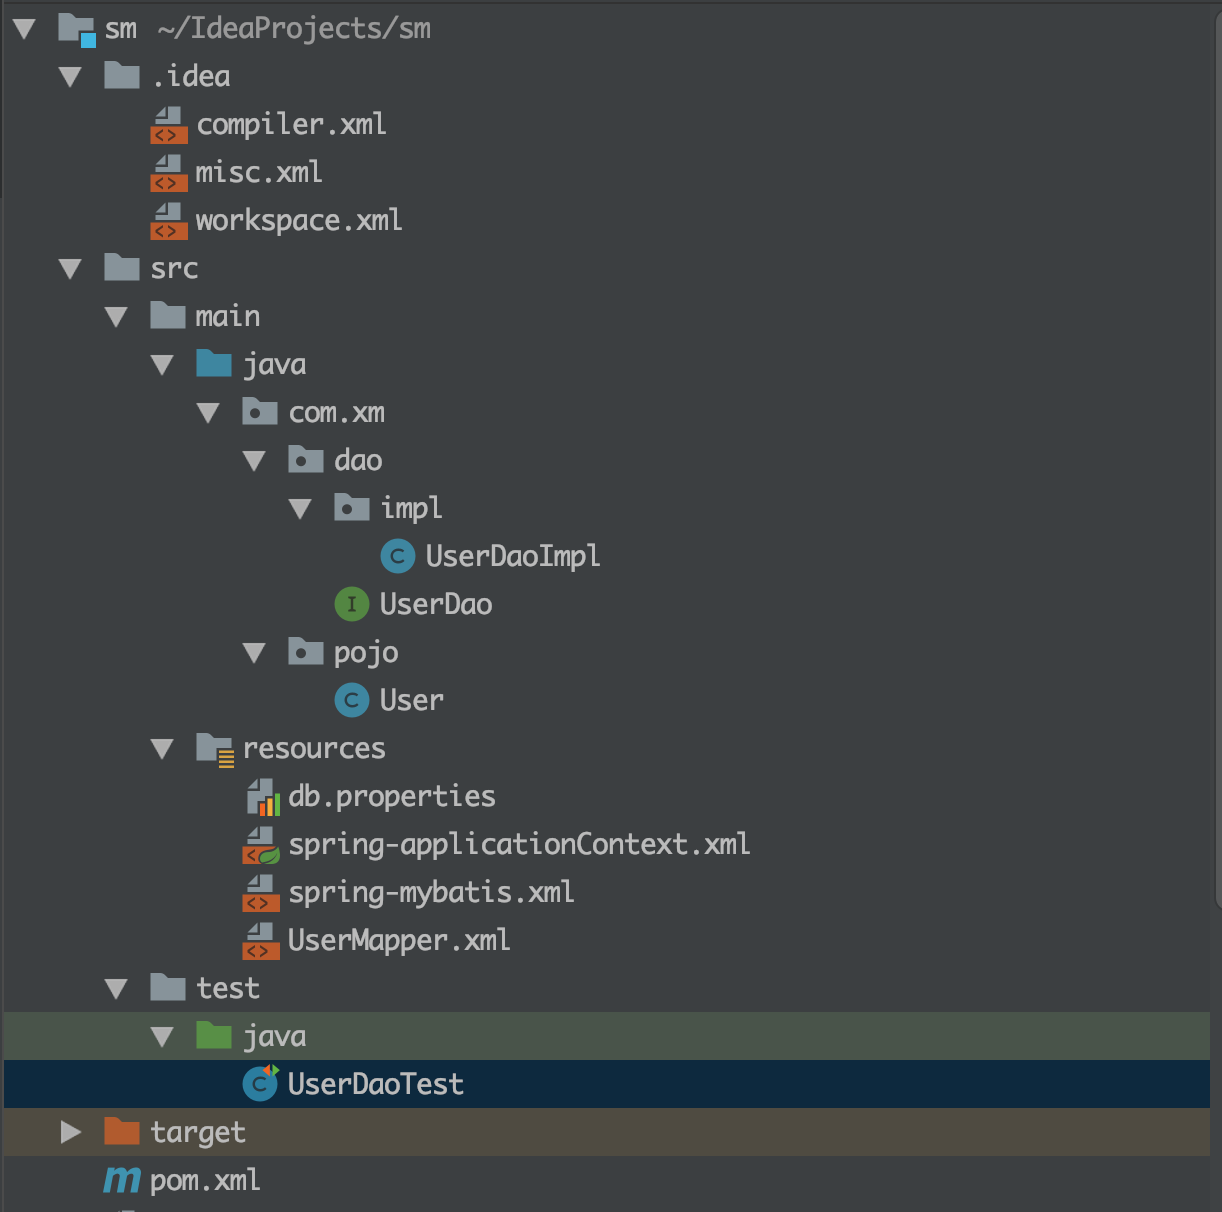 sm ~/IdeaProjects/sm
.idea
compiler.xml
misc.xml
workspace.xml
src
main
java
com.xm
dao
impl
UserDaoImpl
UserDao
pojo
User
resources
db.properties
spring-applicationContext.xml
spring-mybatis.xml
UserMapper.xml
test
java
UserDaoTest
target
pom.xml